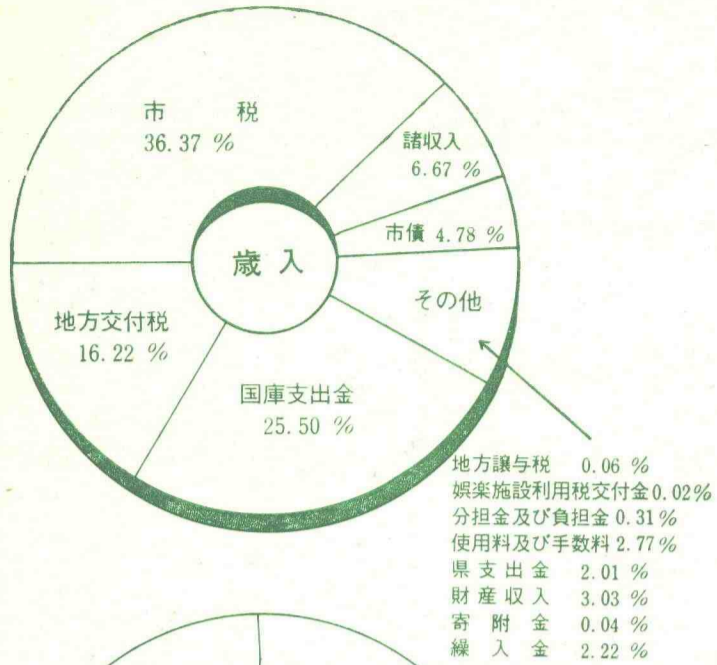 市 税
36.37 %
諸収入
6.67 %
市債 4.78 %
歳入
その他
地方交付税
16.22 %
国庫支出金
25.50 %
地方譲与税 0.06 %
娯楽施設利用税交付金 0.02%
分担金及び負担金 0.31%
使用料及び手数料 2.77%
県支出金 2.01 %
財産収入 3.03 %
寄附金 0.04 %
繰入金 2.22 %